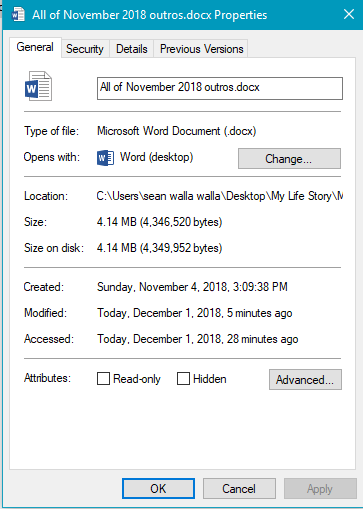 All of November 2018 outros.docx Properties
General Security Details Previous Versions
All of November 2018 outros.docx
Type of file: Microsoft Word Document (.docx)
Opens with: Word (desktop) Change...
Location: C:\Users\sean walla walla\Desktop\My Life Story\M
Size: 4.14 MB (4,346,520 bytes)
Size on disk: 4.14 MB (4,349,952 bytes)
Created: Sunday, November 4, 2018, 3:09:38 PM
Modified: Today, December 1, 2018, 5 minutes ago
Accessed: Today, December 1, 2018, 28 minutes ago
Attributes: Read-only Hidden Advanced...
OK Cancel Apply